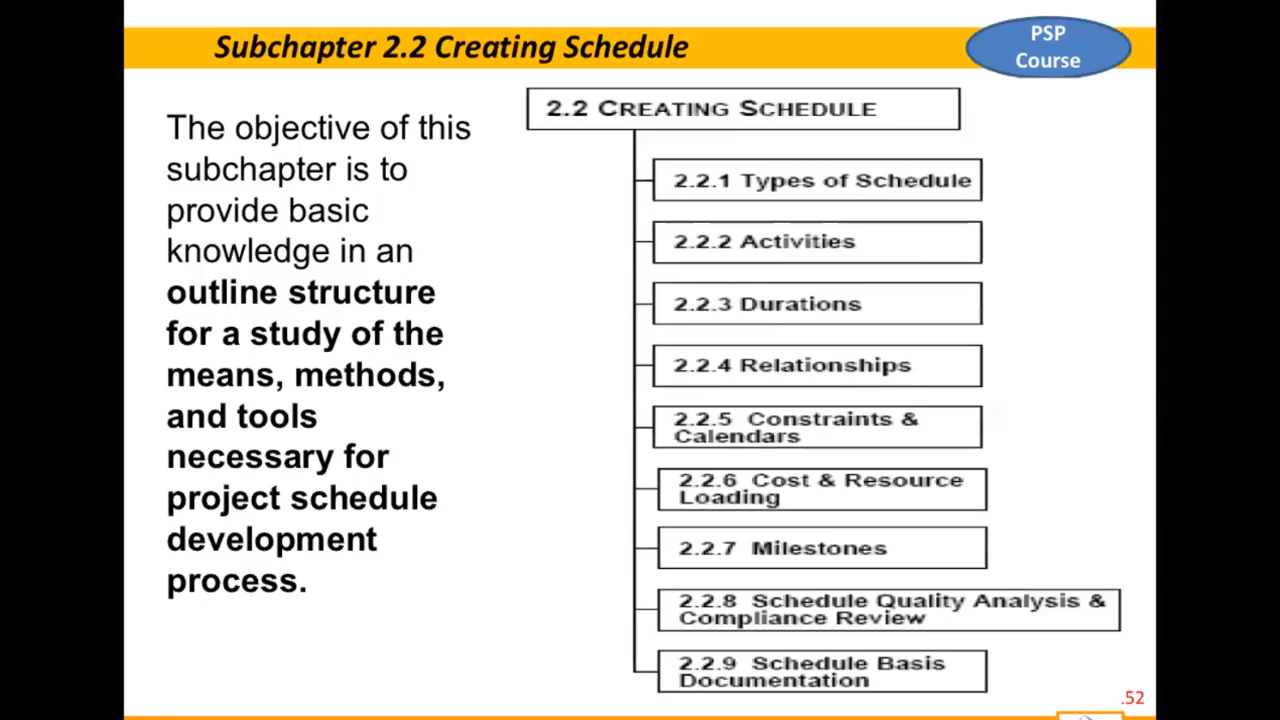 Subchapter 2.2 Creating Schedule
PSP
Course
The objective of this
subchapter is to
provide basic
knowledge in an
outline structure
for a study of the
means, methods,
and tools
necessary for
project schedule
development
process.
2.2 CREATING SCHEDULE
2.2.1 Types of Schedule
2.2.2 Activities
2.2.3 Durations
2.2.4 Relationships
2.2.5 Constraints &
Calendars
2.2.6 Cost & Resource
Loading
2.2.7 Milestones
2.2.8 Schedule Quality Analysis &
Compliance Review
2.2.9 Schedule Basis
Documentation
.52